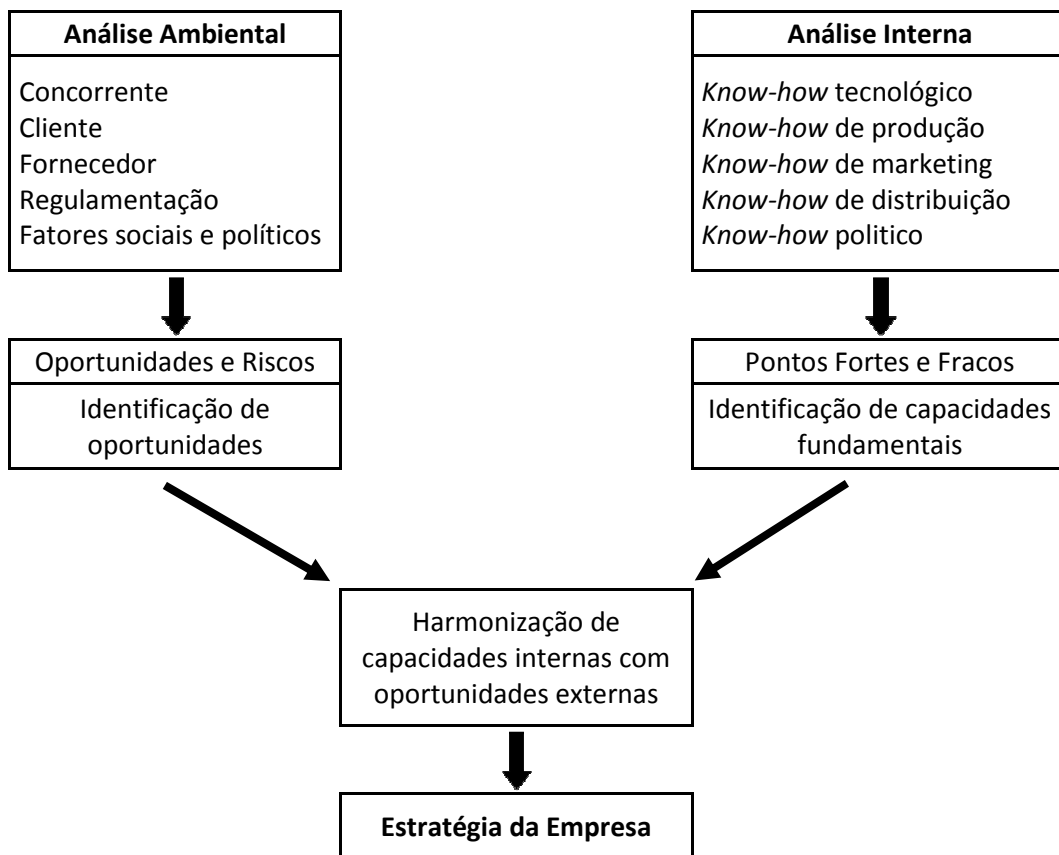 Análise Ambiental
Concorrente
Cliente
Fornecedor
Regulamentação
Fatores sociais e políticos
Análise Interna
Know-how tecnológico
Know-how de produção
Know-how de marketing
Know-how de distribuição
Know-how politico
Oportunidades e Riscos
Identificação de
oportunidades
Pontos Fortes e Fracos
Identificação de capacidades
fundamentais
Harmonização de
capacidades internas com
oportunidades externas
Estratégia da Empresa